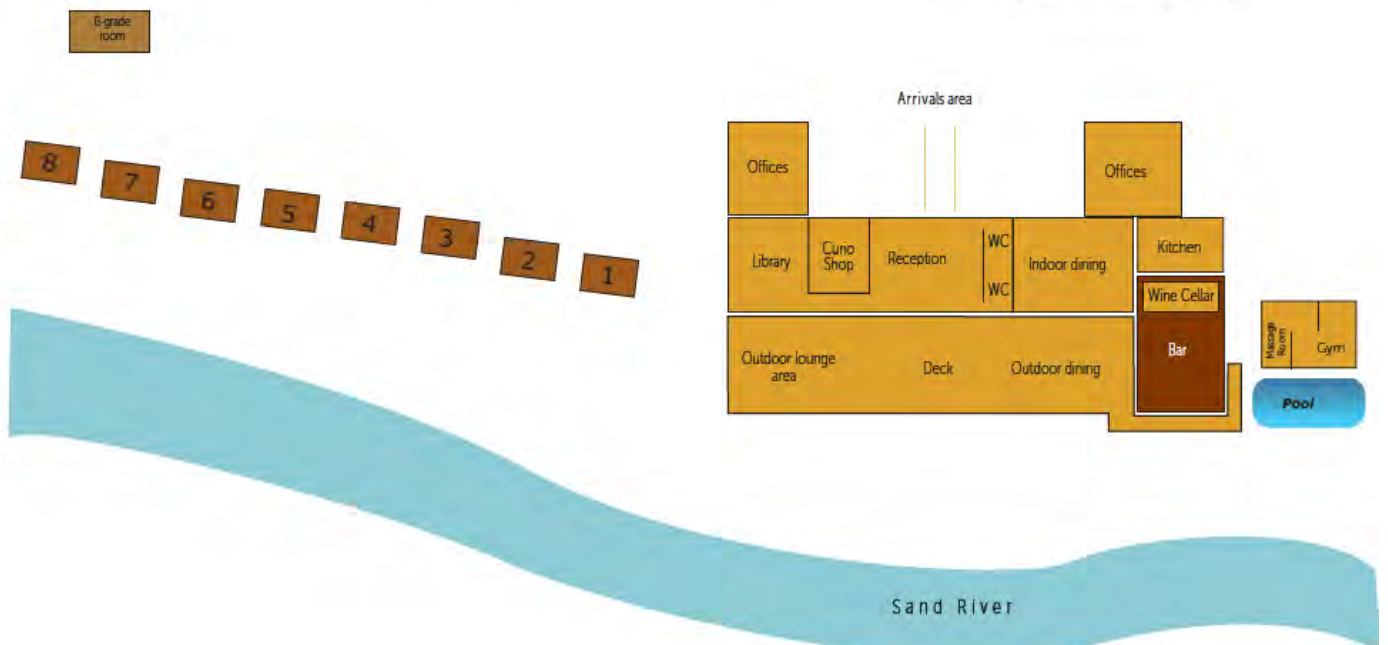 B-grade
room
Arrivals area
Offices
Offices
8
7
6
5
4
3
2
1
Library
Curio
Shop
Reception
WC
WC
Indoor dining
Kitchen
Wine Cellar
Bar
Massage
Room
Gym
Pool
Outdoor lounge
area
Deck
Outdoor dining
Sand River